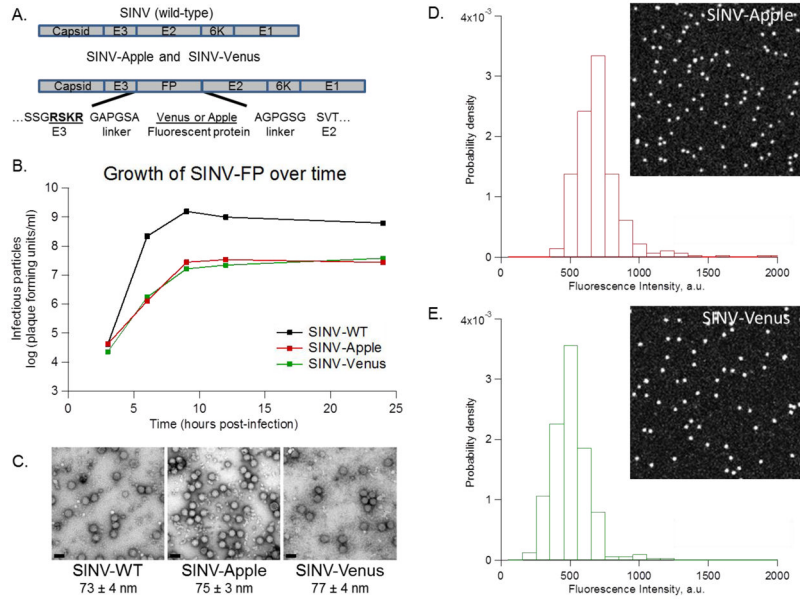 A.
SINV (wild-type)
Capsid E3 E2 6K E1
SINV-Apple and SINV-Venus
Capsid E3 FP E2 6K E1
…SSGRSKR GAPGSA Venus or Apple AGPGSG SVT…
E3 linker Fluorescent protein linker E2
B.
Growth of SINV-FP over time
Infectious particles
log (plaque forming units/ml)
10
9
8
7
6
5
4
3
SINV-WT
SINV-Apple
SINV-Venus
0 5 10 15 20 25
Time (hours post-infection)
C.
SINV-WT SINV-Apple SINV-Venus
73 ± 4 nm 75 ± 3 nm 77 ± 4 nm
D.
SINV-Apple
Probability density
4x10-3
3
2
1
0
0 500 1000 1500 2000
Fluorescence Intensity, a.u.
E.
SINV-Venus
Probability density
4x10-3
3
2
1
0
0 500 1000 1500 2000
Fluorescence Intensity, a.u.